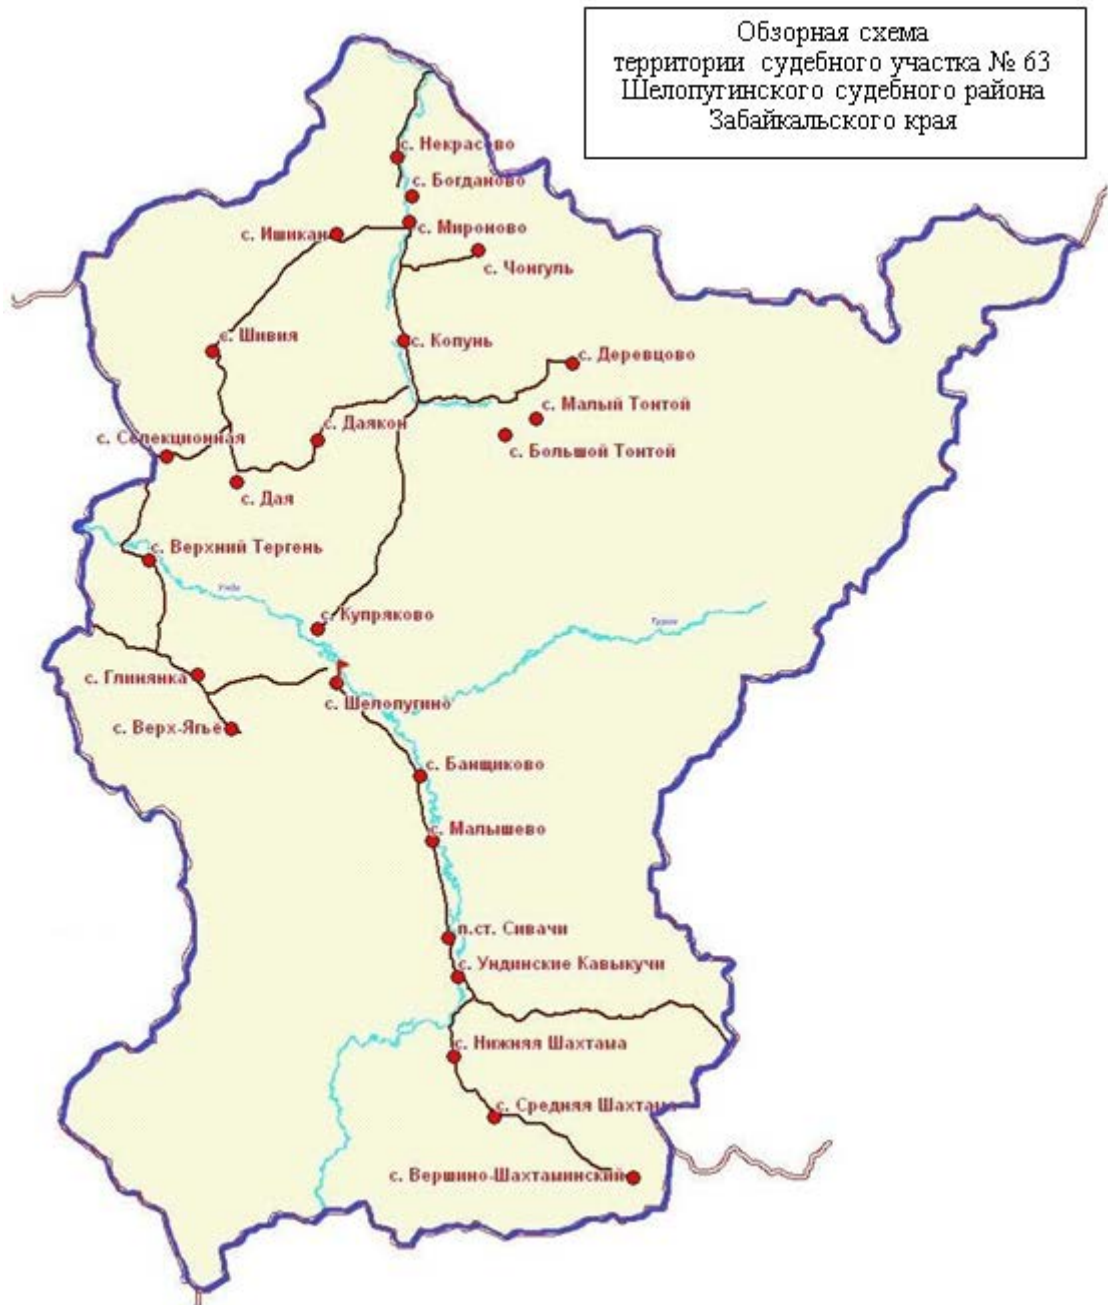 Обзорная схема
территории судебного участка № 63
Шелопугинского судебного района
Забайкальского края
с. Некрасово
с. Богданово
с. Мироново
с. Ишикан
с. Чонгуль
с. Шивия
с. Копунь
с. Деревцово
с. Малый Тонтой
с. Даякон
с. Селекционная
с. Большой Тонтой
с. Дая
с. Верхний Тергень
Унда
с. Купряково
с. Глинянка
с. Шелопугино
с. Верх-Ягьё
с. Банщиково
с. Малышево
п.ст. Сивачи
с. Ундинские Кавыкучи
с. Нижняя Шахтама
с. Средняя Шахтама
с. Вершино-Шахтаминский